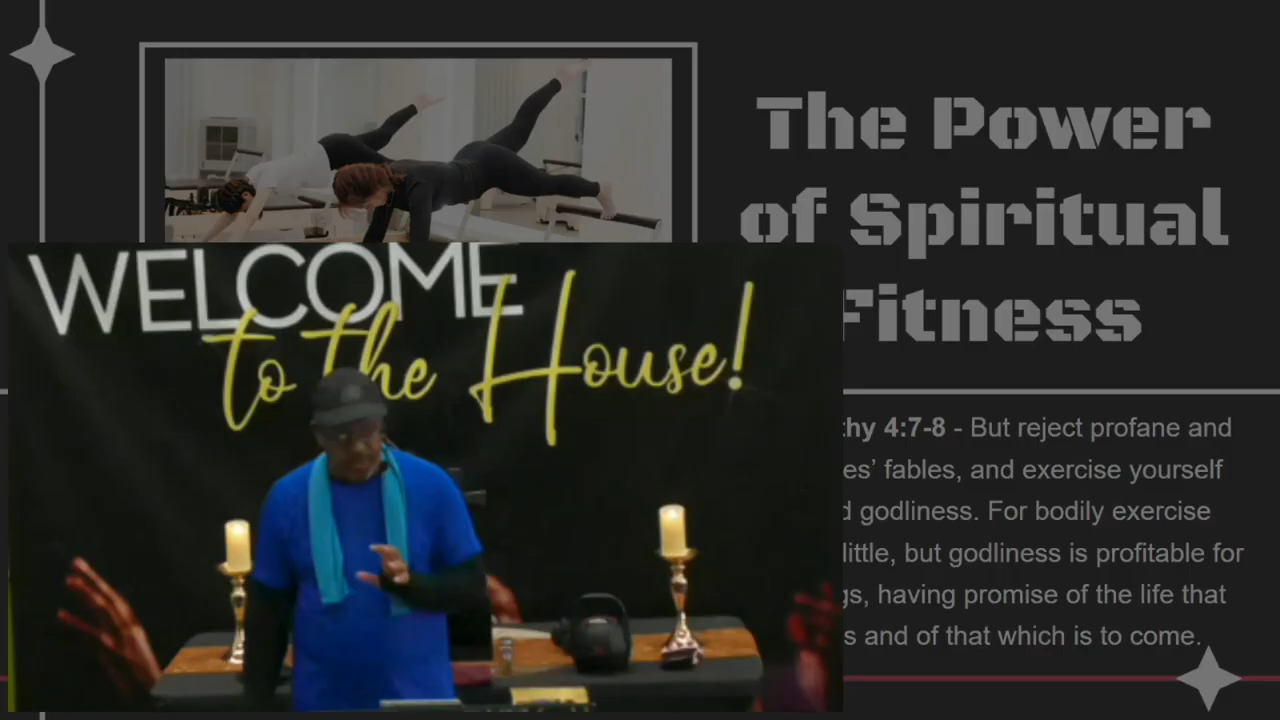 The Power
of Spiritual
Fitness
WELCOME
to the House!
thy 4:7-8 - But reject profane and
es’ fables, and exercise yourself
d godliness. For bodily exercise
little, but godliness is profitable for
gs, having promise of the life that
s and of that which is to come.